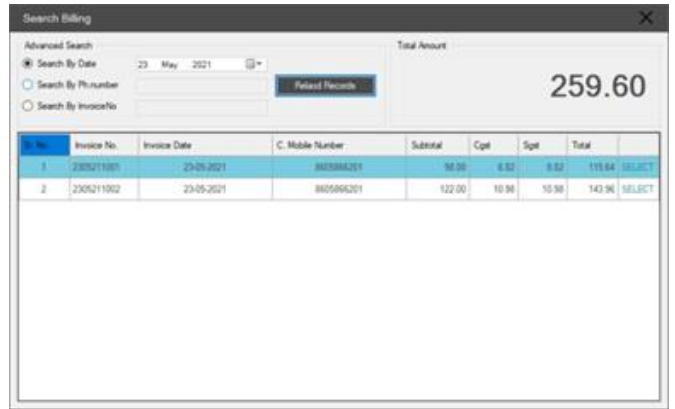 Search Billing
Advanced Search
Total Amount
Search By Date 23 May 2021
Search By Ph.number
Reload Records
Search By InvoiceNo
259.60
Sr. No. Invoice No. Invoice Date C. Mobile Number Subtotal Cgst Sgst Total
1 2305211001 23-05-2021 8605866201 98.00 8.82 8.82 115.64 SELECT
2 2305211002 23-05-2021 8605866201 122.00 10.98 10.98 143.96 SELECT